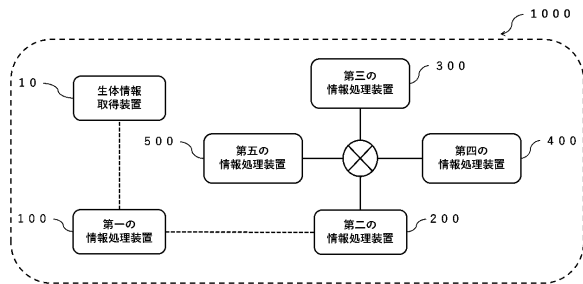 1000
10
生体情報
取得装置
第三の
情報処理装置
300
500
第五の
情報処理装置
第四の
情報処理装置
400
100
第一の
情報処理装置
第二の
情報処理装置
200